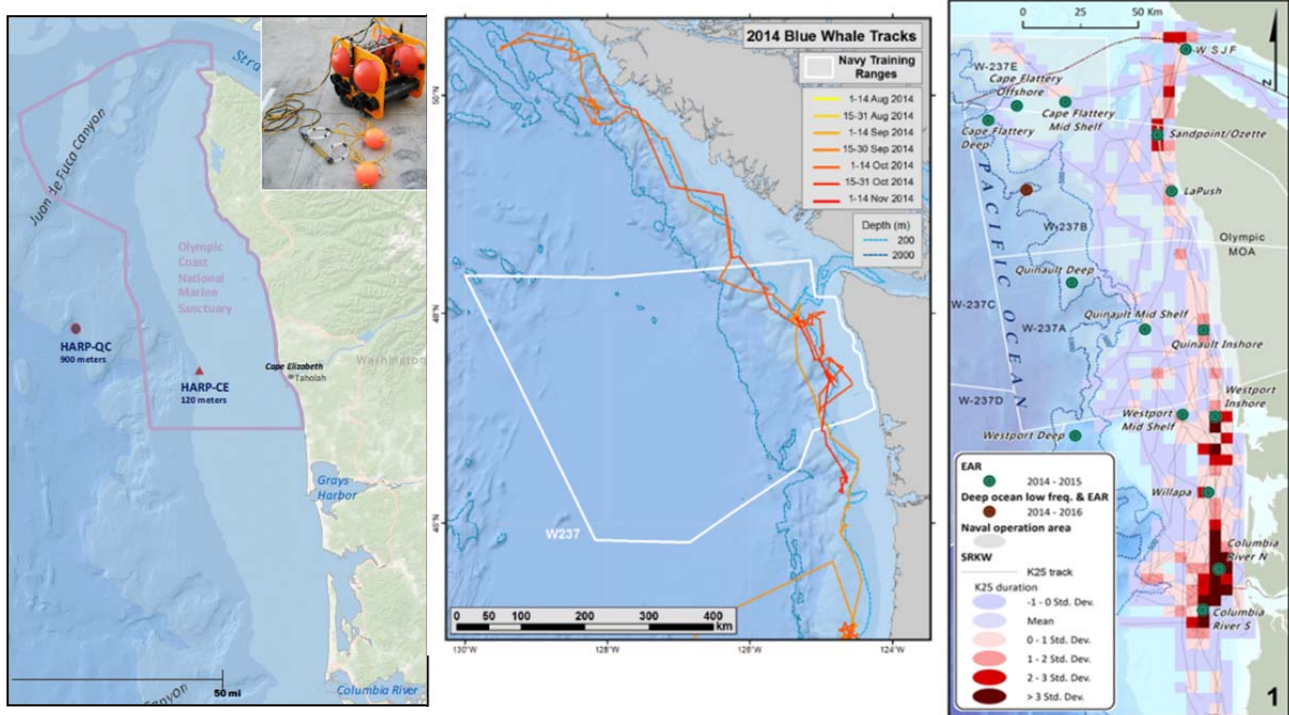 Stra
Juan de Fuca Canyon
Olympic
Coast
National
Marine
Sanctuary
HARP-QC
900 meters
HARP-CE
120 meters
Cape Elizabeth
Taholah
Washington
Grays
Harbor
50 mi
Canyon
Columbia River
2014 Blue Whale Tracks
Navy Training
Ranges
1-14 Aug 2014
15-31 Aug 2014
1-14 Sep 2014
15-30 Sep 2014
1-14 Oct 2014
15-31 Oct 2014
1-14 Nov 2014
Depth (m)
200
2000
50°N
48°N
46°N
W237
0 50 100 200 300 400
km
130°W 128°W 126°W 124°W
0 25 50 Km
N
W SJF
W-237E
Cape Flattery
Offshore
Cape Flattery
Mid Shelf
Cape Flattery
Deep
Sandpoint/Ozette
LaPush
PACIFIC OCEAN
W-237B
Olympic
MOA
Quinault Deep
W-237C
Quinault Mid Shelf
W-237A
Quinault Inshore
W-237D
Westport
Inshore
Westport
Mid Shelf
Westport Deep
Willapa
Columbia
River N
Columbia
River S
EAR
2014 - 2015
Deep ocean low freq. & EAR
2014 - 2016
Naval operation area
SRKW
K25 track
K25 duration
-1 - 0 Std. Dev.
Mean
0 - 1 Std. Dev.
1 - 2 Std. Dev.
2 - 3 Std. Dev.
> 3 Std. Dev.
1